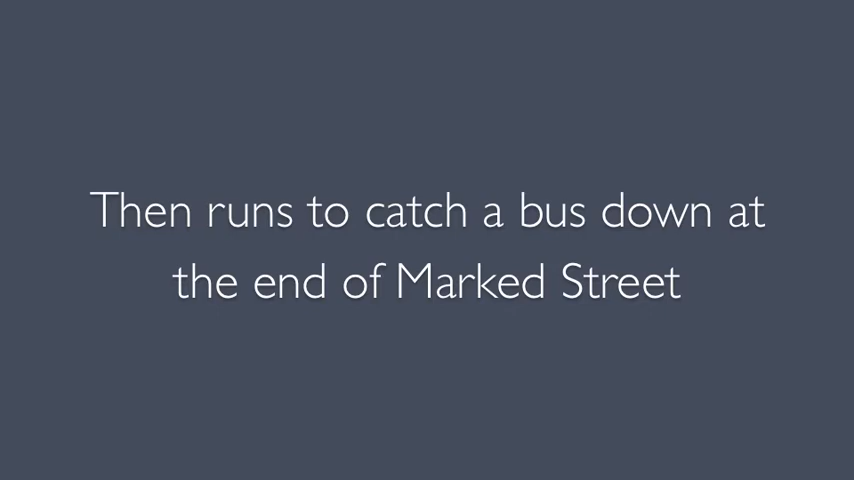 Then runs to catch a bus down at
the end of Marked Street